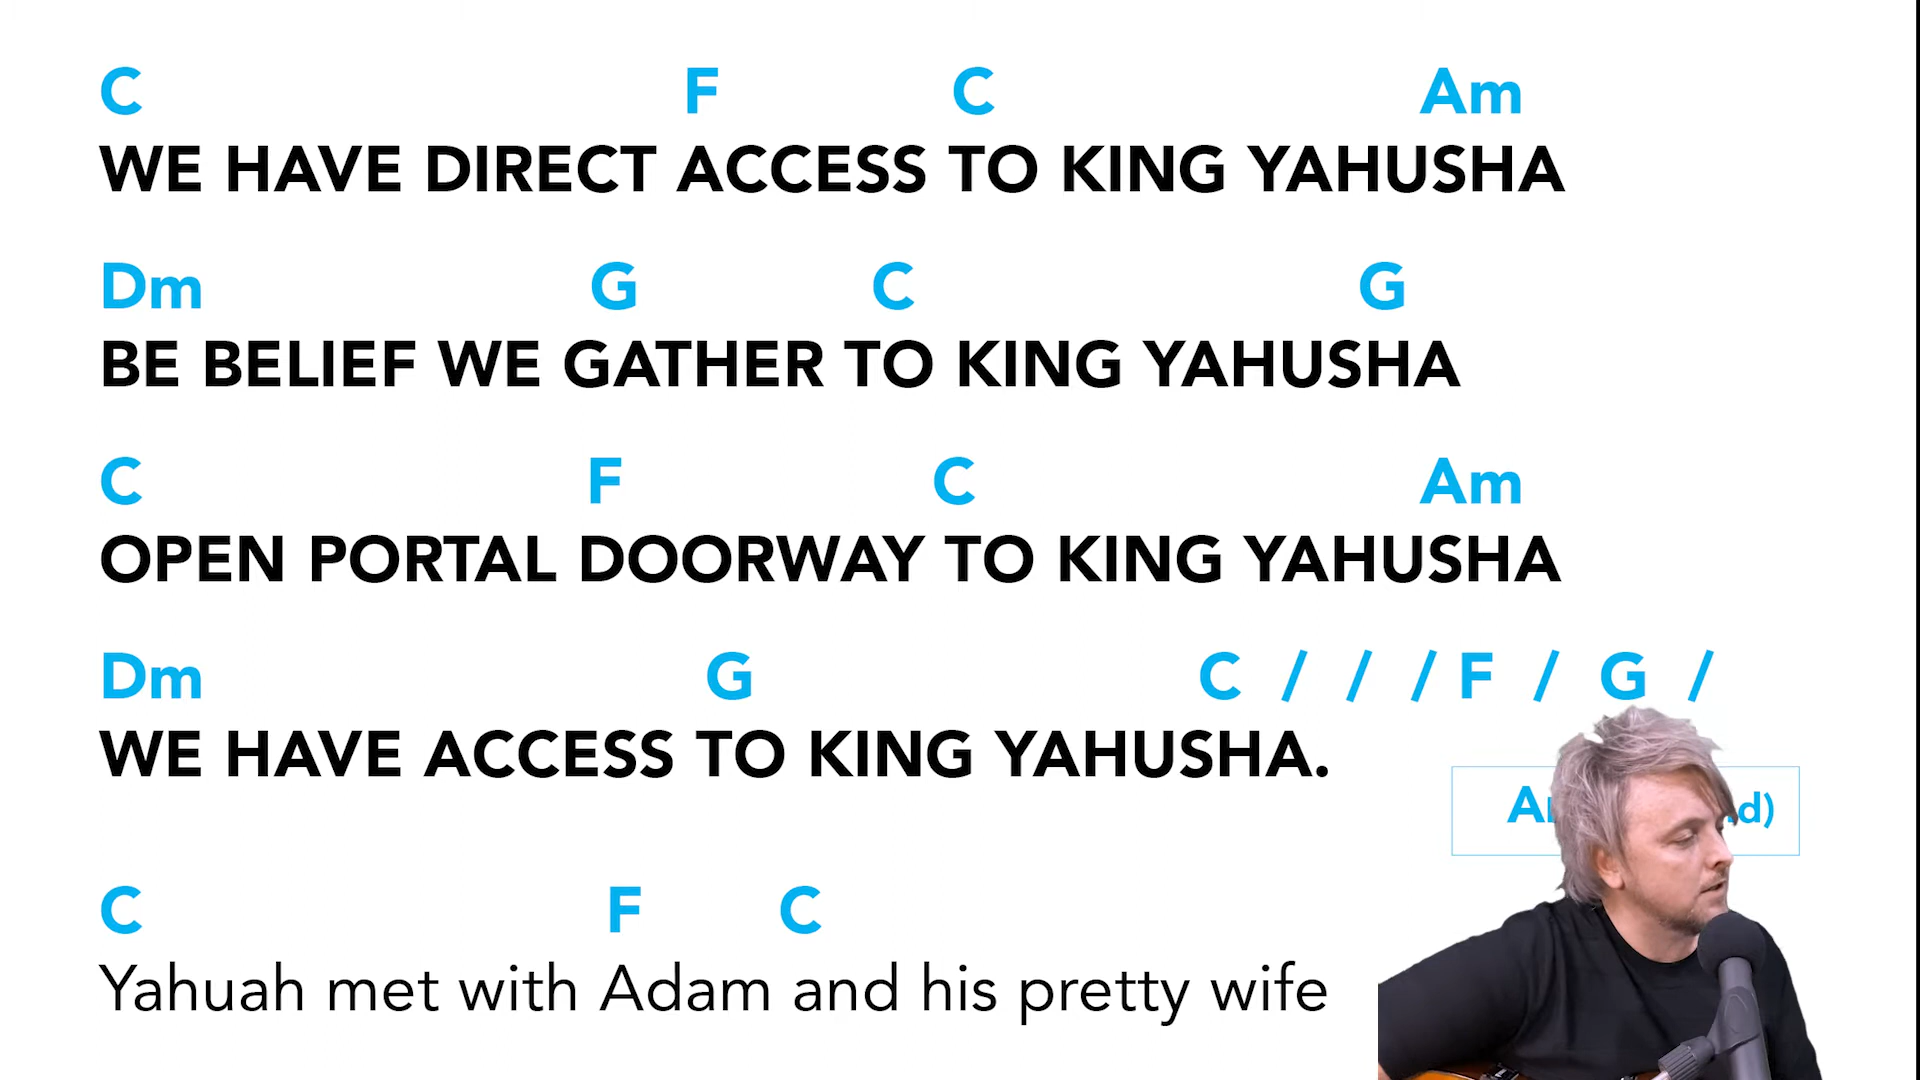 C F C Am
WE HAVE DIRECT ACCESS TO KING YAHUSHA
Dm G C G
BE BELIEF WE GATHER TO KING YAHUSHA
C F C Am
OPEN PORTAL DOORWAY TO KING YAHUSHA
Dm G C / / / F / G /
WE HAVE ACCESS TO KING YAHUSHA.
C F C
Yahuah met with Adam and his pretty wife